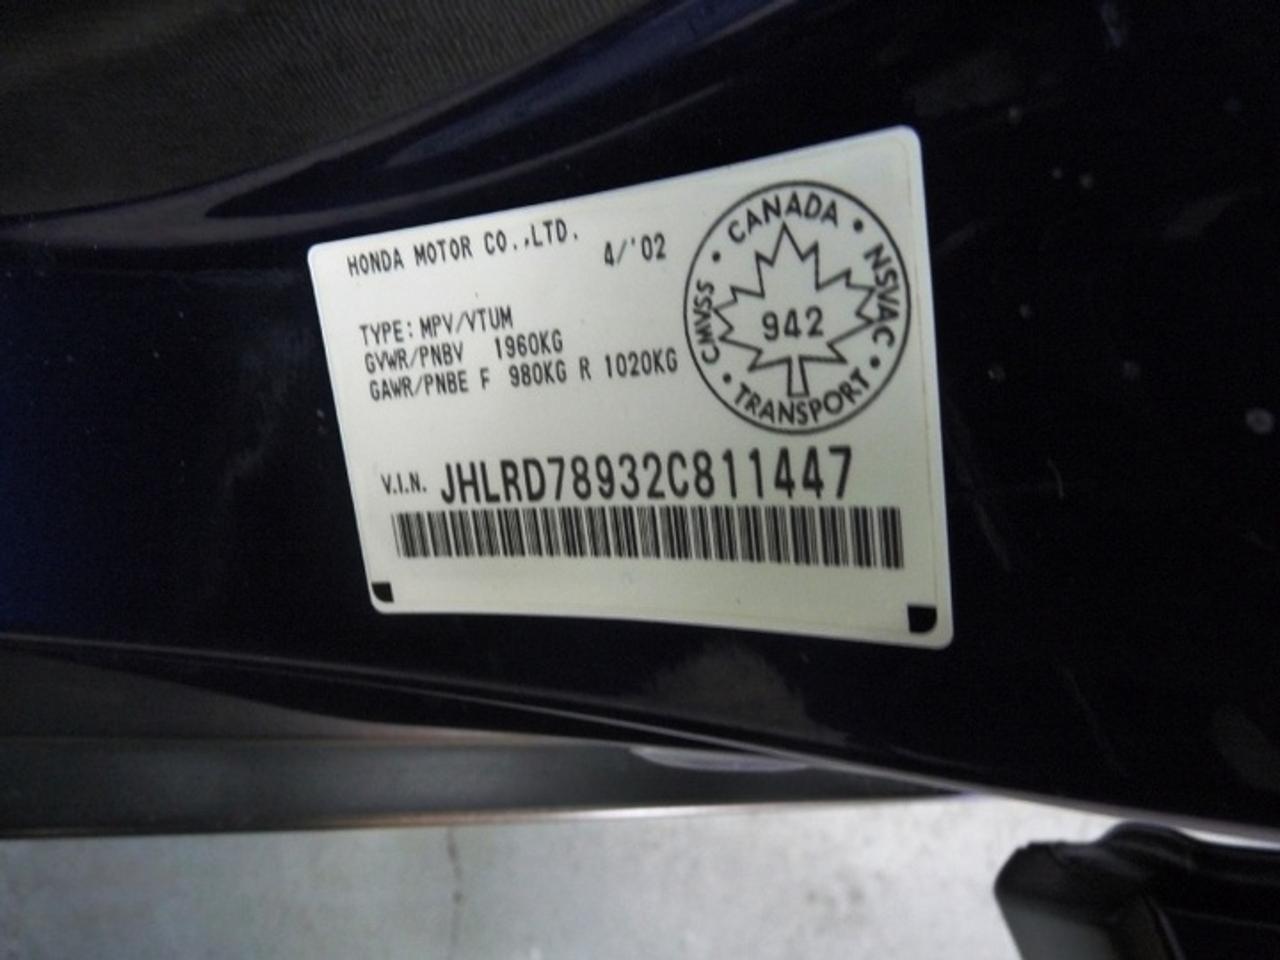 HONDA MOTOR CO.,LTD. 4/'02
TYPE: MPV/VTUM
GVWR/PNBV 1960KG
GAWR/PNBE F 980KG R 1020KG
CANADA • NSVAC • TRANSPORT • CMVSS •
942
V.I.N. JHLRD78932C811447